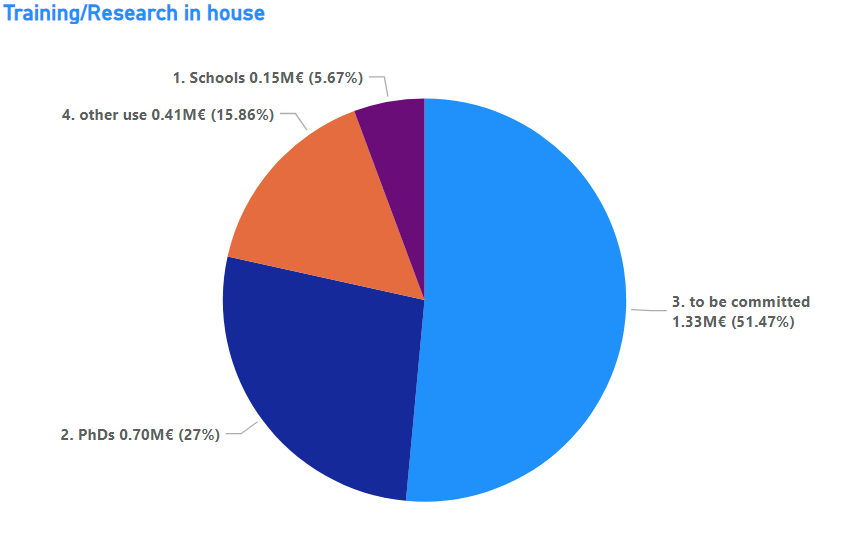 Training/Research in house
1. Schools 0.15M€ (5.67%)
4. other use 0.41M€ (15.86%)
3. to be committed
1.33M€ (51.47%)
2. PhDs 0.70M€ (27%)